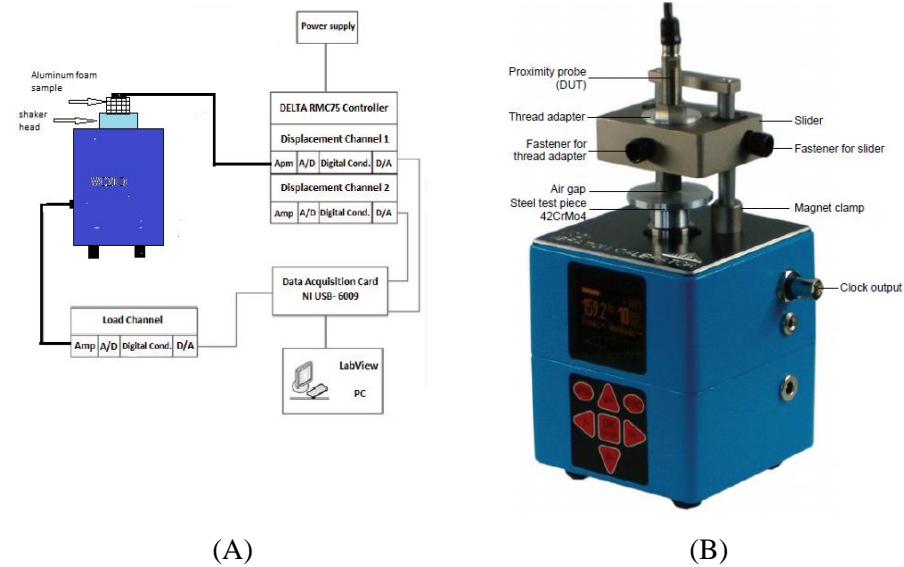 Power supply
Aluminum foam
sample
shaker
head
DELTA RMC75 Controller
Displacement Channel 1
Apm A/D Digital Cond. D/A
Displacement Channel 2
Amp A/D Digital Cond. D/A
Data Acquisition Card
NI USB- 6009
Load Channel
Amp A/D Digital Cond. D/A
LabView
PC
(A)
Proximity probe
(DUT)
Thread adapter
Slider
Fastener for
thread adapter
Fastener for slider
Air gap
Steel test piece
42CrMo4
Magnet clamp
Clock output
159.2
10
(B)